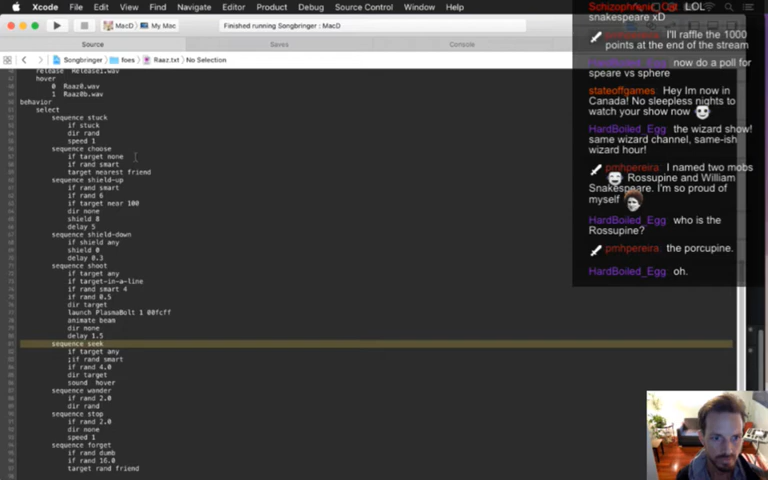 Xcode File Edit View Find Navigate Editor Product Debug Source Control Window Help
MacD My Mac
Finished running Songbringer : MacD
Source Saves Console
Songbringer foes Raaz.txt No Selection
release Release1.wav
hover
0 Raaz0.wav
1 Raaz0b.wav
behavior
select
sequence stuck
if stuck
dir rand
speed 1
sequence choose
if target none
if rand smart
target nearest friend
sequence shield-up
if rand smart
if rand 6
if target near 100
dir none
shield 8
delay 5
sequence shield-down
if shield any
shield 0
delay 0.3
sequence shoot
if target any
if target-in-a-line
if rand smart 4
if rand 0.5
dir target
launch PlasmaBolt 1 00fcff
animate beam
dir none
delay 1.5
sequence seek
if target any
;if rand smart
if rand 4.0
dir target
sound hover
sequence wander
if rand 2.0
dir rand
sequence stop
if rand 2.0
dir none
speed 1
sequence forget
if rand dumb
if rand 16.0
target rand friend
LOL
snakespeare xD
I'll raffle the 1000
points at the end of the stream
HardBoiled_Egg: now do a poll for
speare vs sphere
stateofgames: Hey Im now in
Canada! No sleepless nights to
watch your show now
HardBoiled_Egg: the wizard show!
same wizard channel, same-ish
wizard hour!
pmhpereira: I named two mobs
Rossupine and William
Snakespeare. I'm so proud of
myself
HardBoiled_Egg: who is the
Rossupine?
pmhpereira: the porcupine.
HardBoiled_Egg: oh.